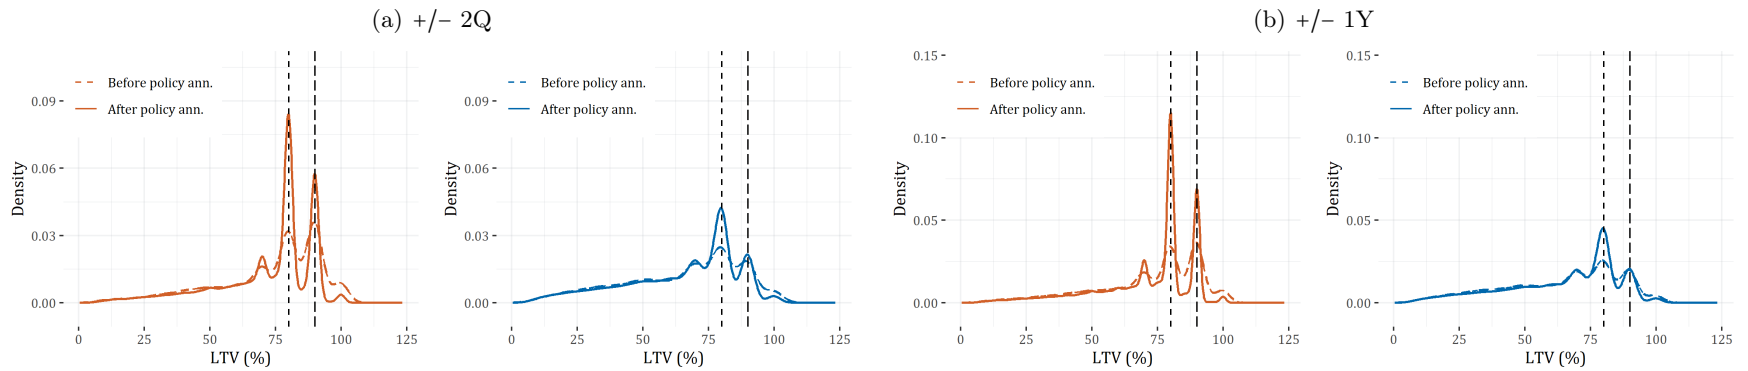 (a) +/– 2Q
(b) +/– 1Y
Before policy ann.
After policy ann.
0.09
0.06
0.03
0.00
Density
0 25 50 75 100 125
LTV (%)
Before policy ann.
After policy ann.
0.09
0.06
0.03
0.00
Density
0 25 50 75 100 125
LTV (%)
0.15
Before policy ann.
After policy ann.
0.10
0.05
0.00
Density
0 25 50 75 100 125
LTV (%)
0.15
Before policy ann.
After policy ann.
0.10
0.05
0.00
Density
0 25 50 75 100 125
LTV (%)